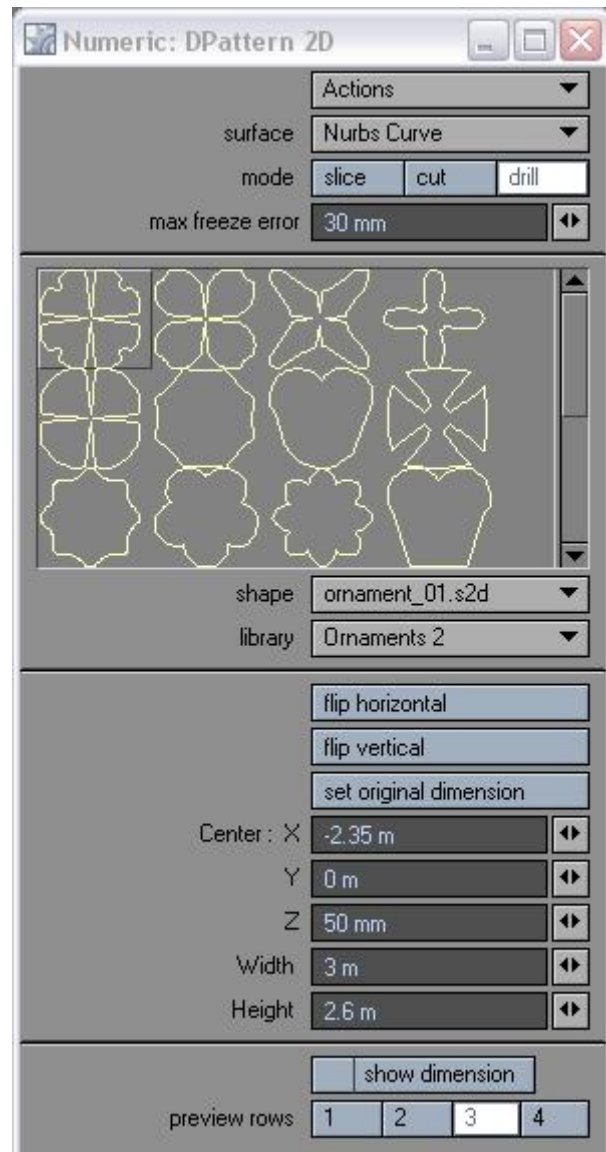 Numeric: DPattern 2D
Actions
surface Nurbs Curve
mode slice cut drill
max freeze error 30 mm
shape ornament_01.s2d
library Ornaments 2
flip horizontal
flip vertical
set original dimension
Center : X -2.35 m
Y 0 m
Z 50 mm
Width 3 m
Height 2.6 m
show dimension
preview rows 1 2 3 4